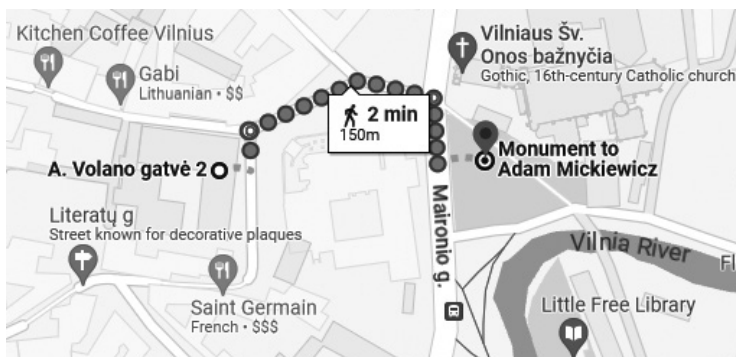 Kitchen Coffee Vilnius
Gabi
Lithuanian • $$
Vilniaus Šv.
Onos bažnyčia
Gothic, 16th-century Catholic church
2 min
150m
A. Volano gatvė 2
Monument to
Adam Mickiewicz
Literatų g
Street known for decorative plaques
Maironio g.
Vilnia River
Fl
Saint Germain
French • $$$
Little Free Library